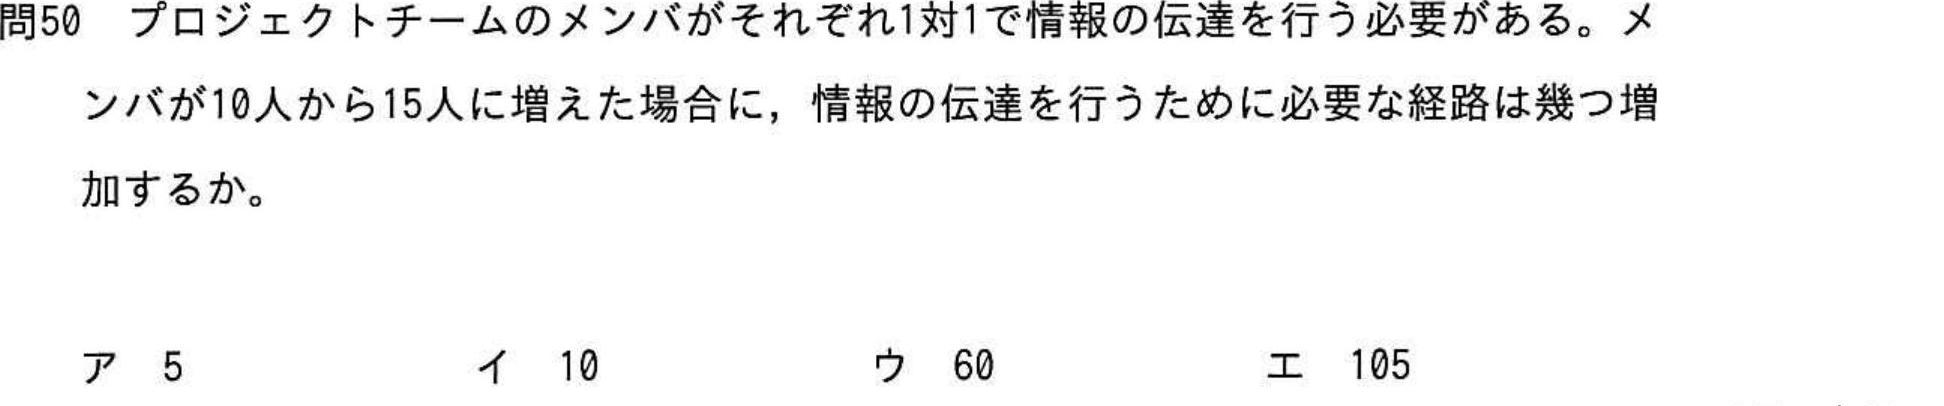 問50 プロジェクトチームのメンバがそれぞれ1対1で情報の伝達を行う必要がある。メ
ンバが10人から15人に増えた場合に，情報の伝達を行うために必要な経路は幾つ増
加するか。
ア 5 イ 10 ウ 60 エ 105